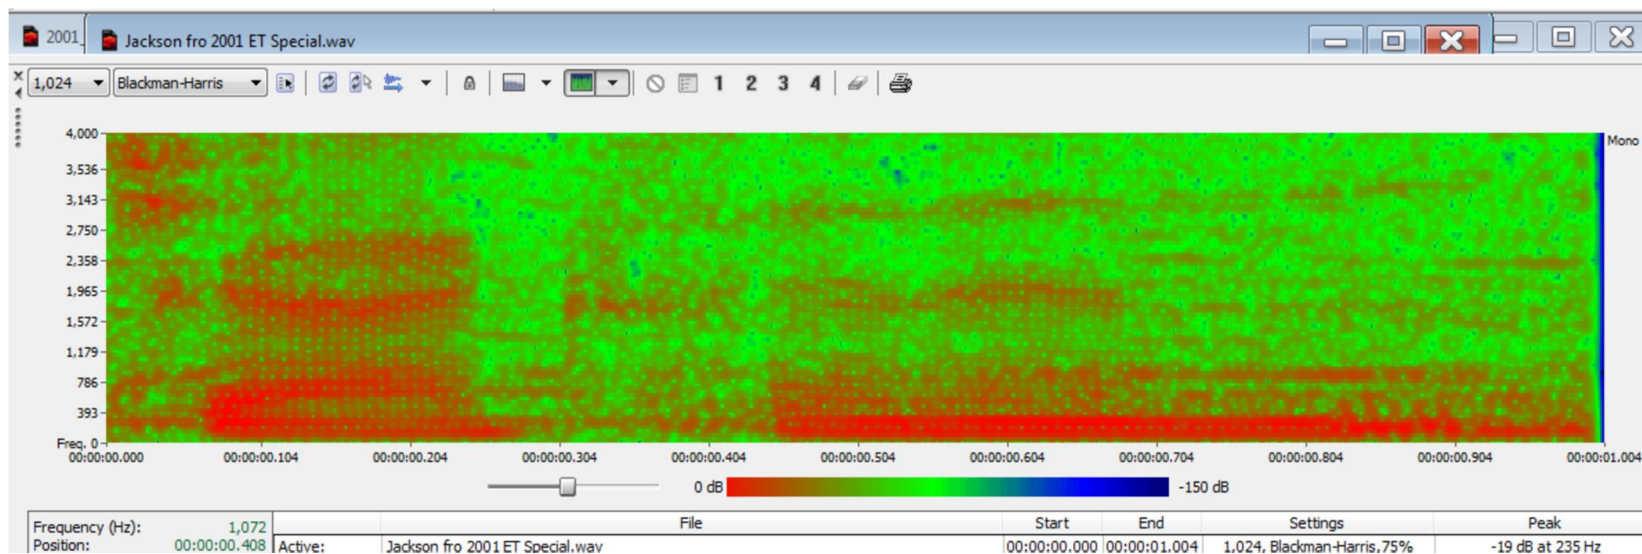 2001_ Jackson fro 2001 ET Special.wav
1,024 Blackman-Harris 1 2 3 4
4,000
Mono
3,536
3,143
2,750
2,358
1,965
1,572
1,179
786
393
Freq. 0
00:00:00.000 00:00:00.104 00:00:00.204 00:00:00.304 00:00:00.404 00:00:00.504 00:00:00.604 00:00:00.704 00:00:00.804 00:00:00.904 00:00:01.004
0 dB -150 dB
Frequency (Hz): 1,072 File Start End Settings Peak
Position: 00:00:00.408 Active: Jackson fro 2001 ET Special.wav 00:00:00.000 00:00:01.004 1,024, Blackman-Harris,75% -19 dB at 235 Hz